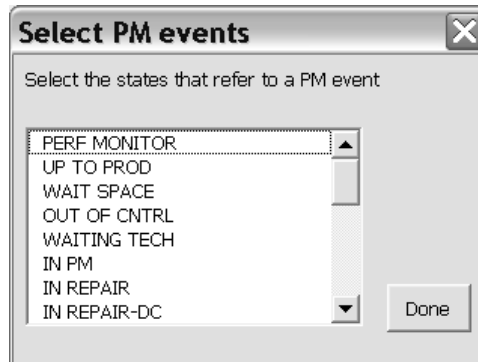 Select PM events
Select the states that refer to a PM event
PERF MONITOR
UP TO PROD
WAIT SPACE
OUT OF CNTRL
WAITING TECH
IN PM
IN REPAIR
IN REPAIR-DC
Done